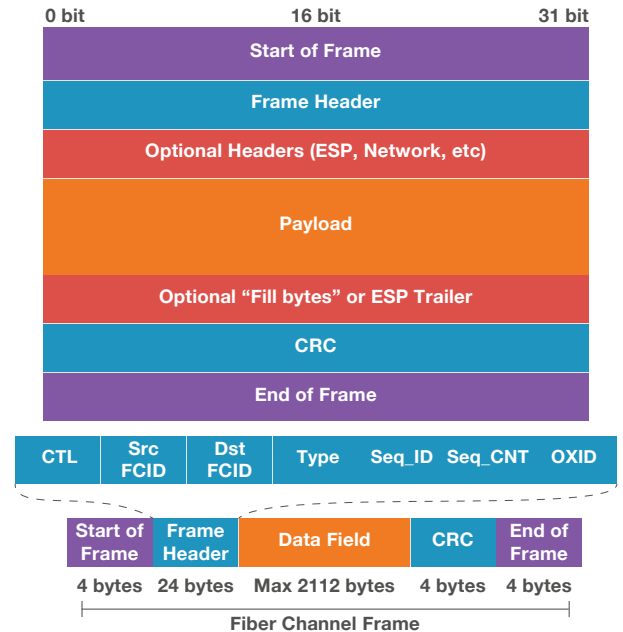 0 bit 16 bit 31 bit
Start of Frame
Frame Header
Optional Headers (ESP, Network, etc)
Payload
Optional “Fill bytes” or ESP Trailer
CRC
End of Frame
CTL Src FCID Dst FCID Type Seq_ID Seq_CNT OXID
Start of Frame Frame Header Data Field CRC End of Frame
4 bytes 24 bytes Max 2112 bytes 4 bytes 4 bytes
Fiber Channel Frame